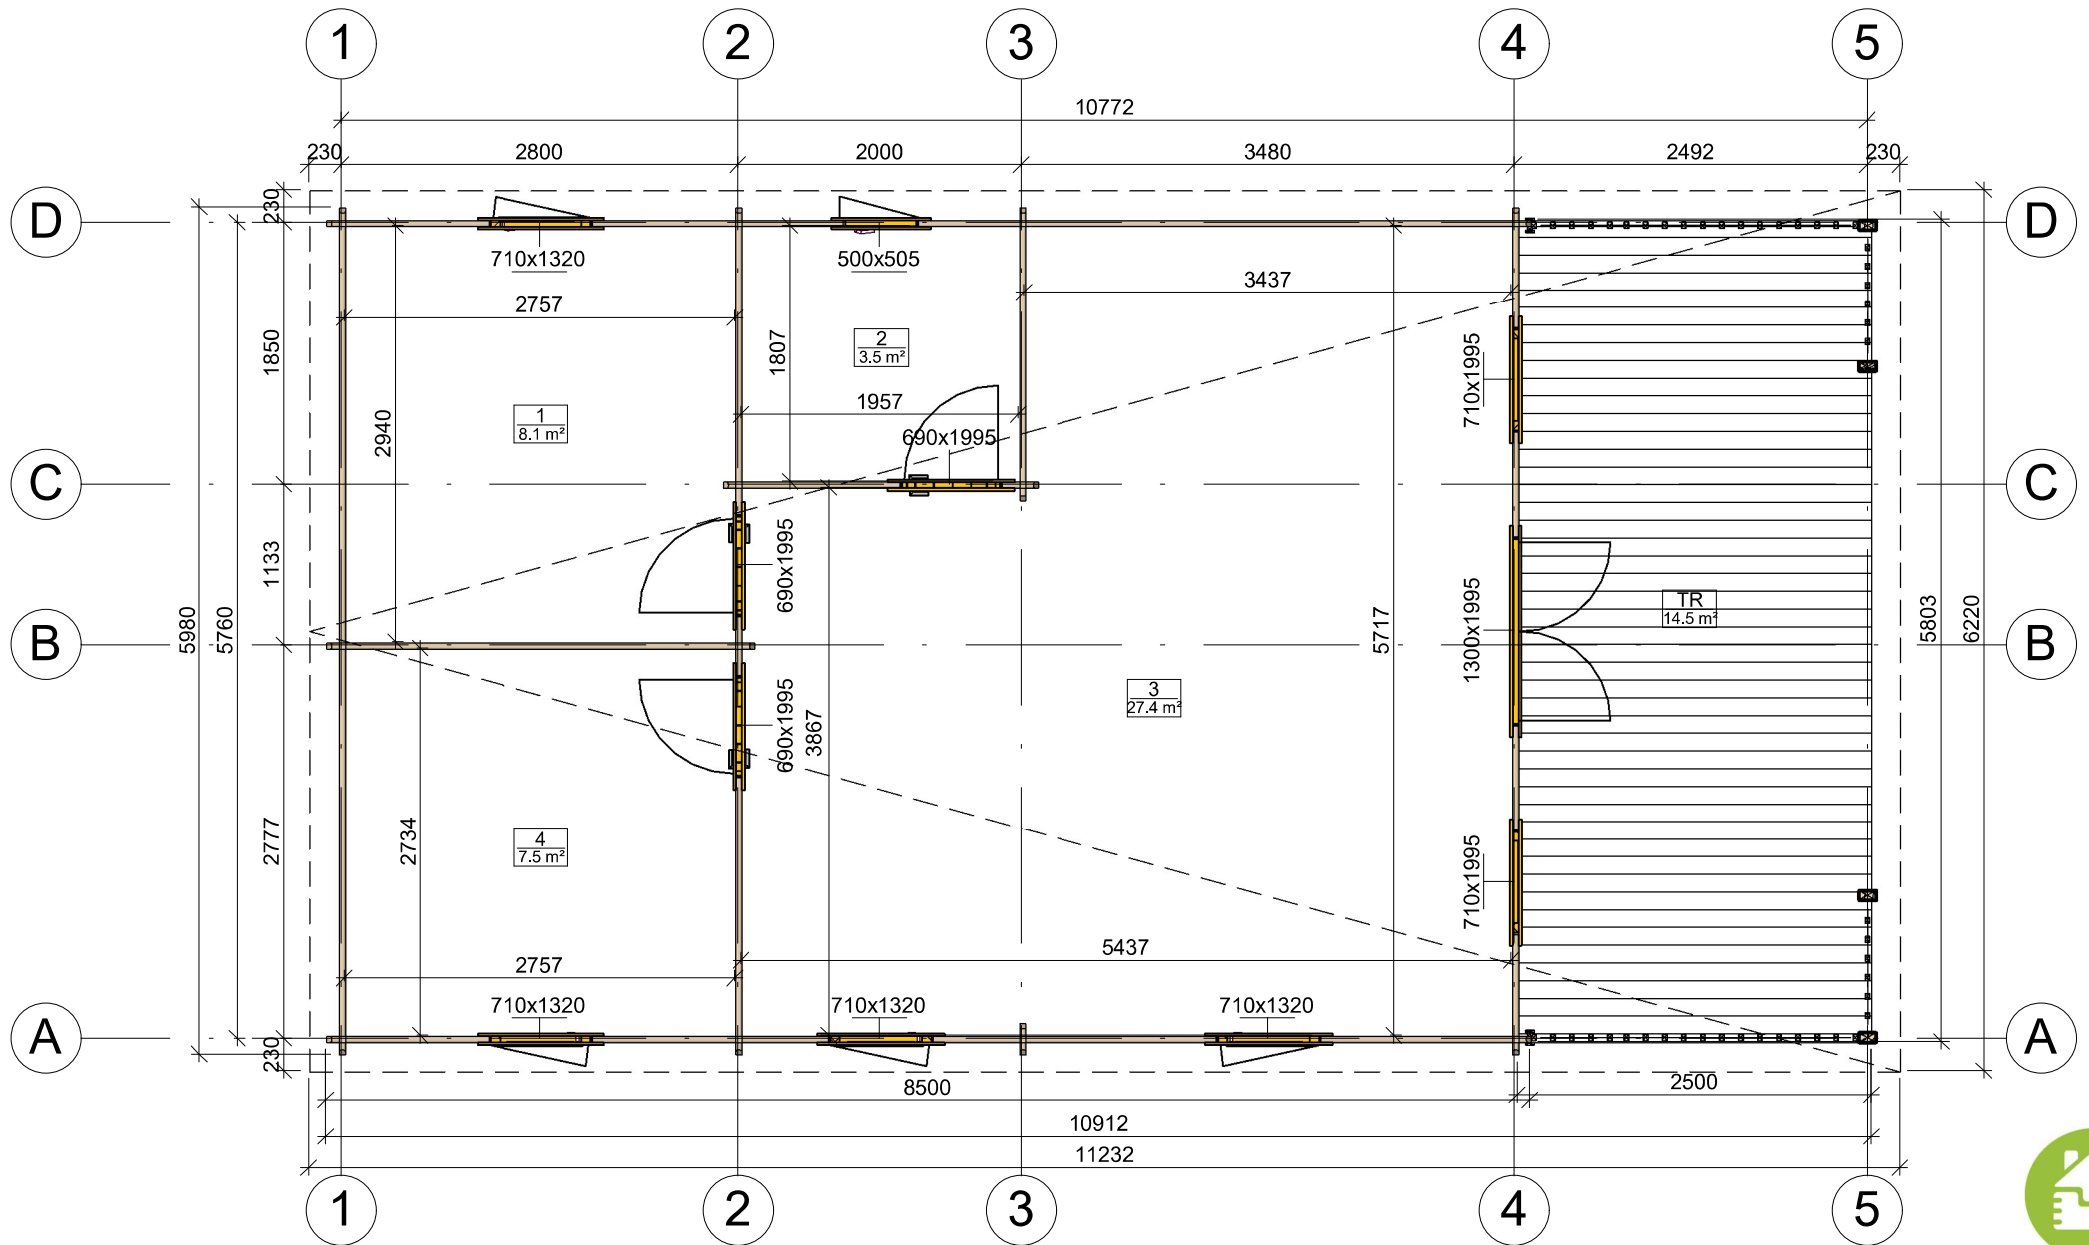 1 2 3 4 5
10772
230 2800 2000 3480 2492 230
230
D D
710x1320 500x505
3437
2757
1850 1807 710x1995
2
3.5 m²
2940
1957
1
8.1 m²
690x1995
C C
1133 690x1995
5980 5760 5717 1300x1995
TR
14.5 m²
5803 6220
B B
690x1995 3867
3
27.4 m²
2777 2734
4
7.5 m²
710x1995
5437
2757
710x1320 710x1320 710x1320
A A
230
8500 2500
10912
11232
1 2 3 4 5